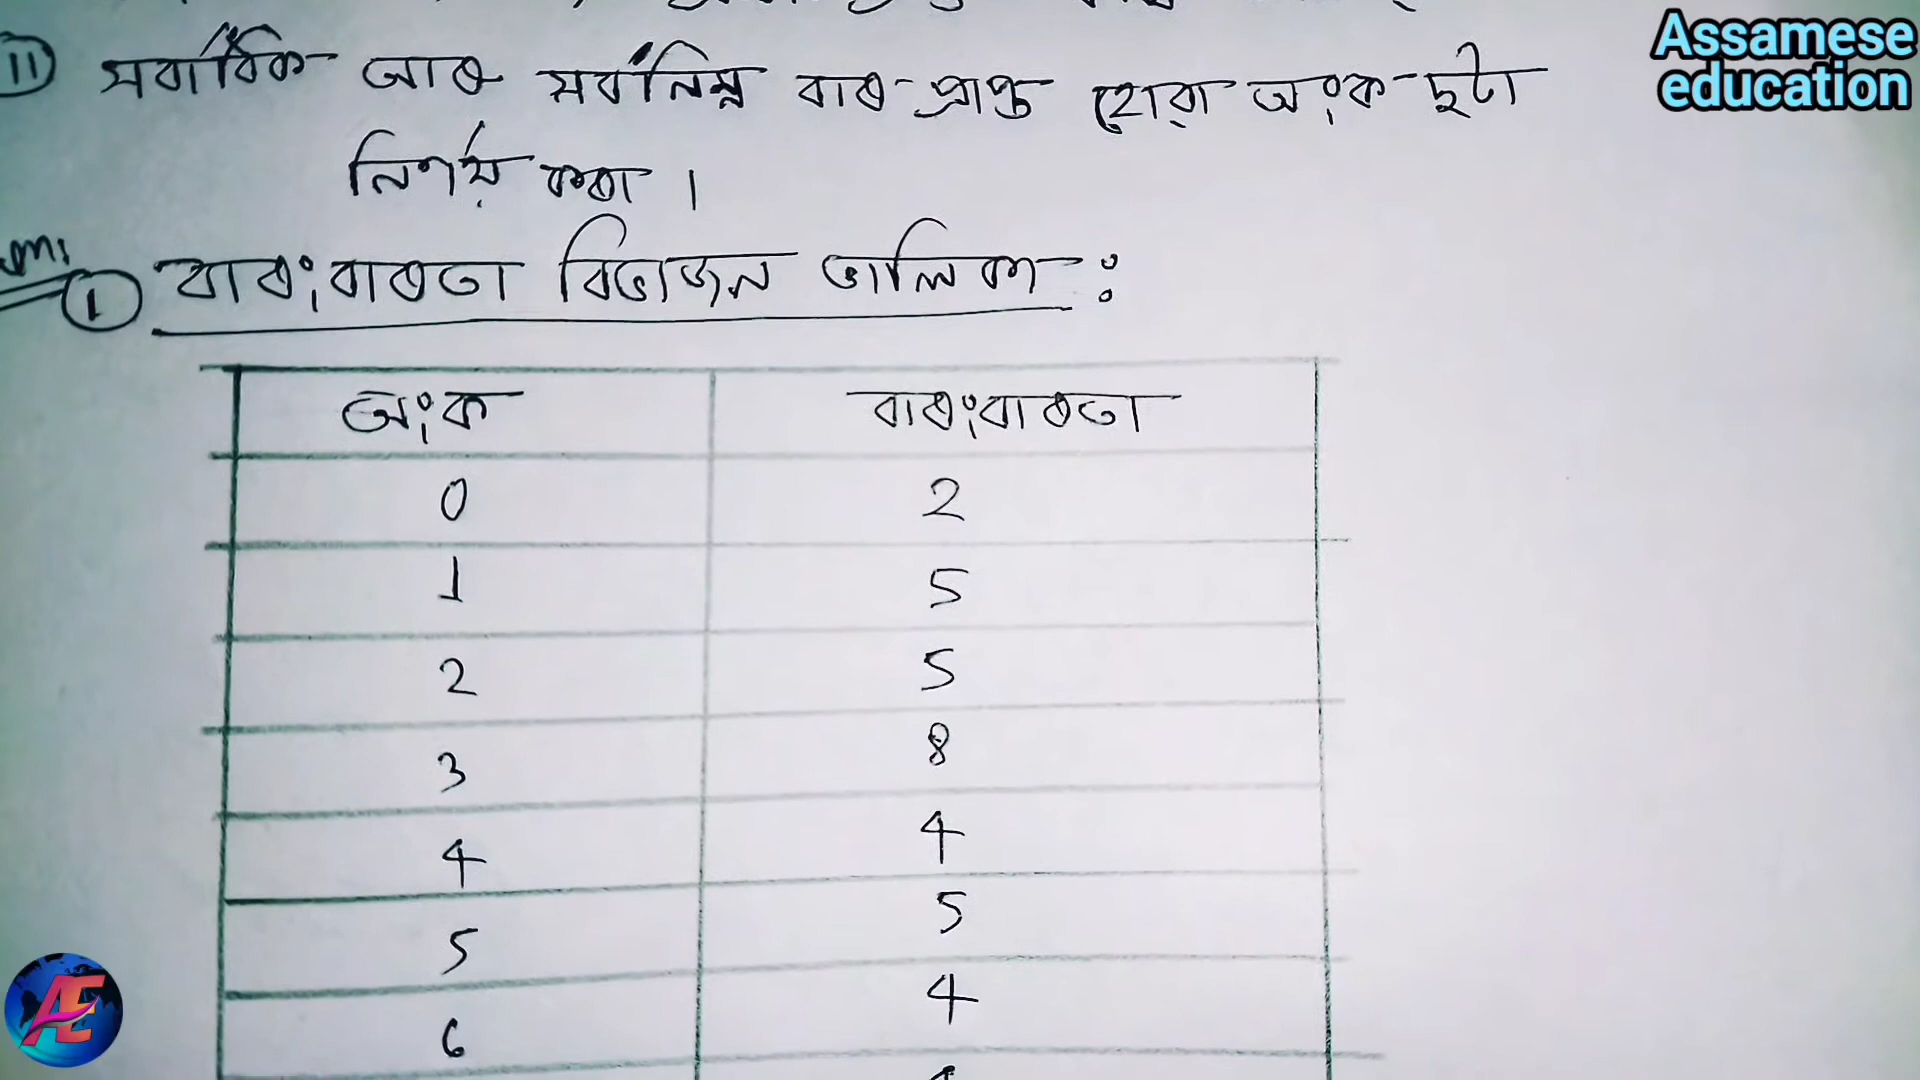 Assamese
education
(II) সৰ্বাধিক আৰু সৰ্বনিম্ন বাৰ প্ৰাপ্ত হোৱা অংক দুটা
নিৰ্ণয় কৰা ।
① বাৰংবাৰতা বিভাজন তালিকা :
অংক বাৰংবাৰতা
0 2
1 5
2 5
3 8
4 4
5 5
6 4
AE